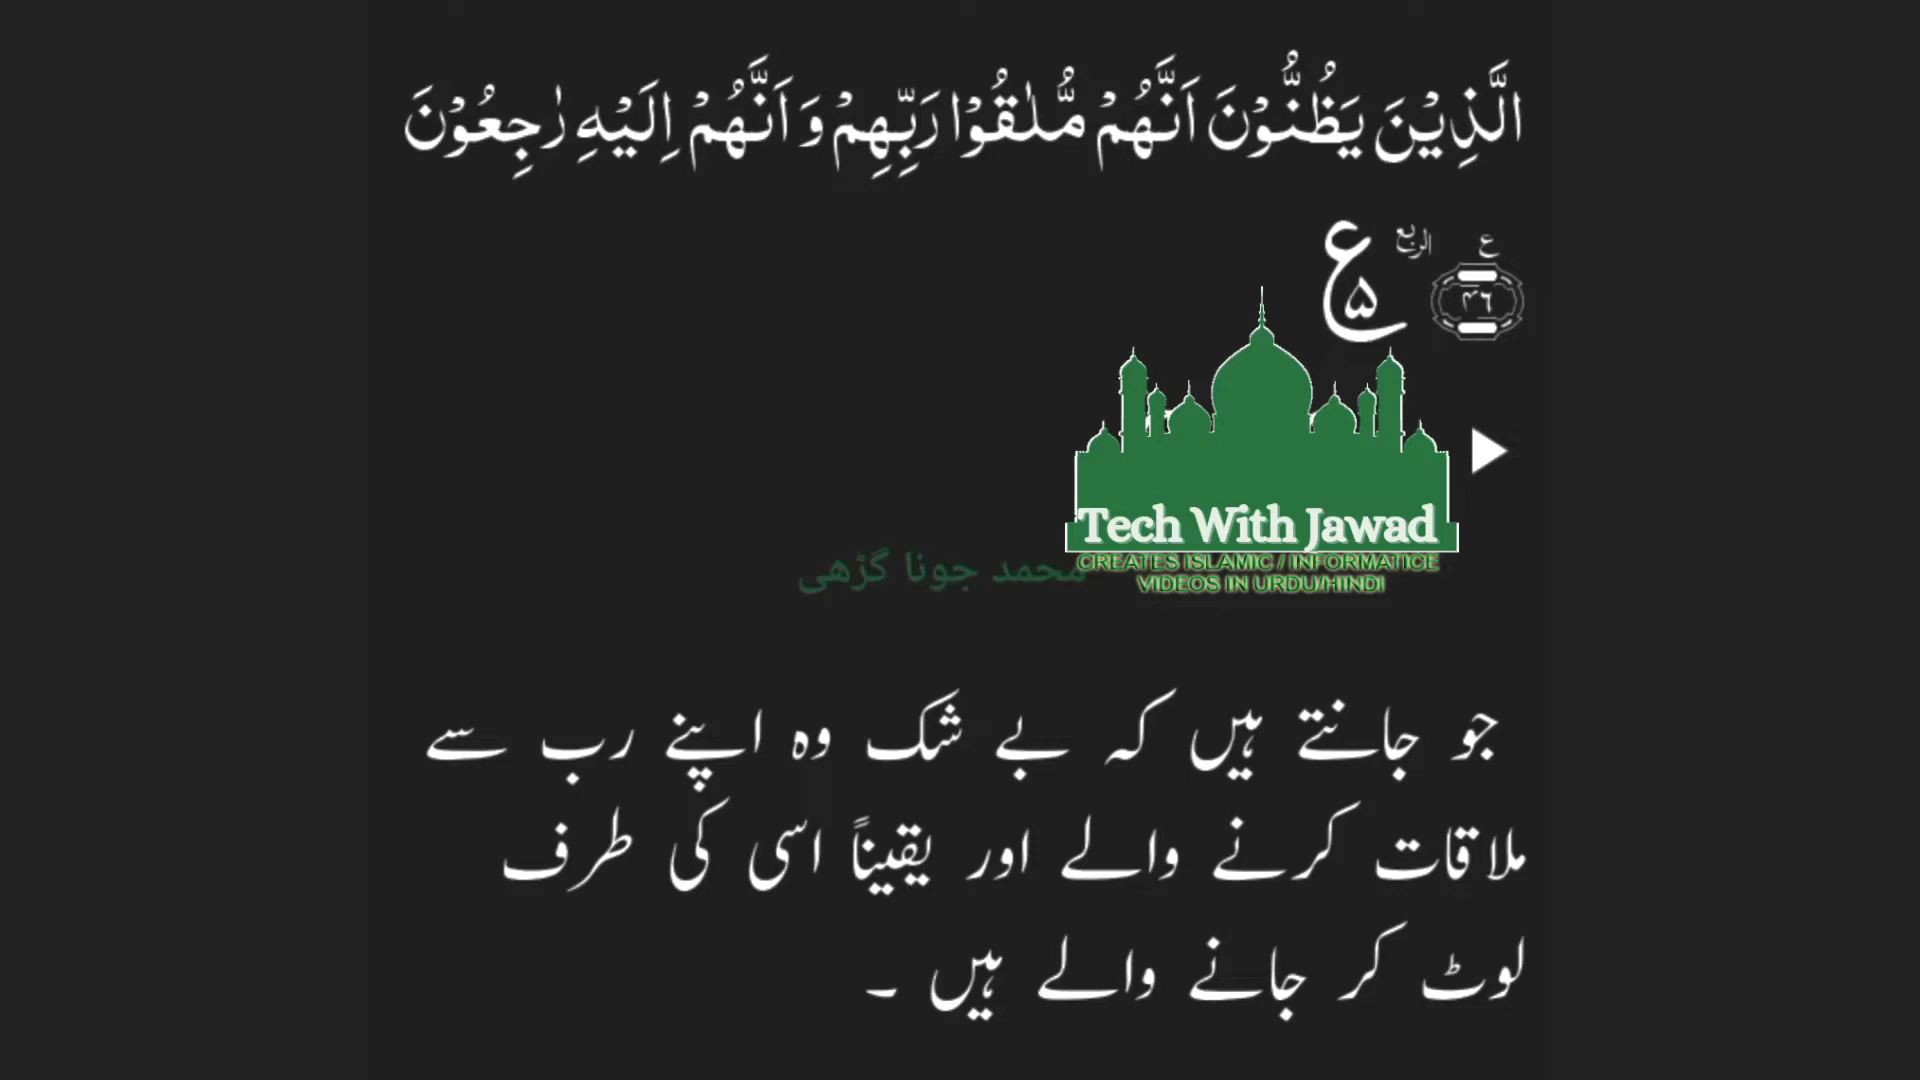 الَّذِیْنَ یَظُنُّوْنَ اَنَّهُمْ مُّلٰقُوْا رَبِّهِمْ وَ اَنَّهُمْ اِلَیْهِ رٰجِعُوْنَ
ع الربع
۴۶ ع ۵
Tech With Jawad
CREATES ISLAMIC / INFORMATICE
محمد جونا گڑھی
VIDEOS IN URDU/HINDI
جو جانتے ہیں کہ بے شک وہ اپنے رب سے
ملاقات کرنے والے اور یقیناً اسی کی طرف
لوٹ کر جانے والے ہیں ۔